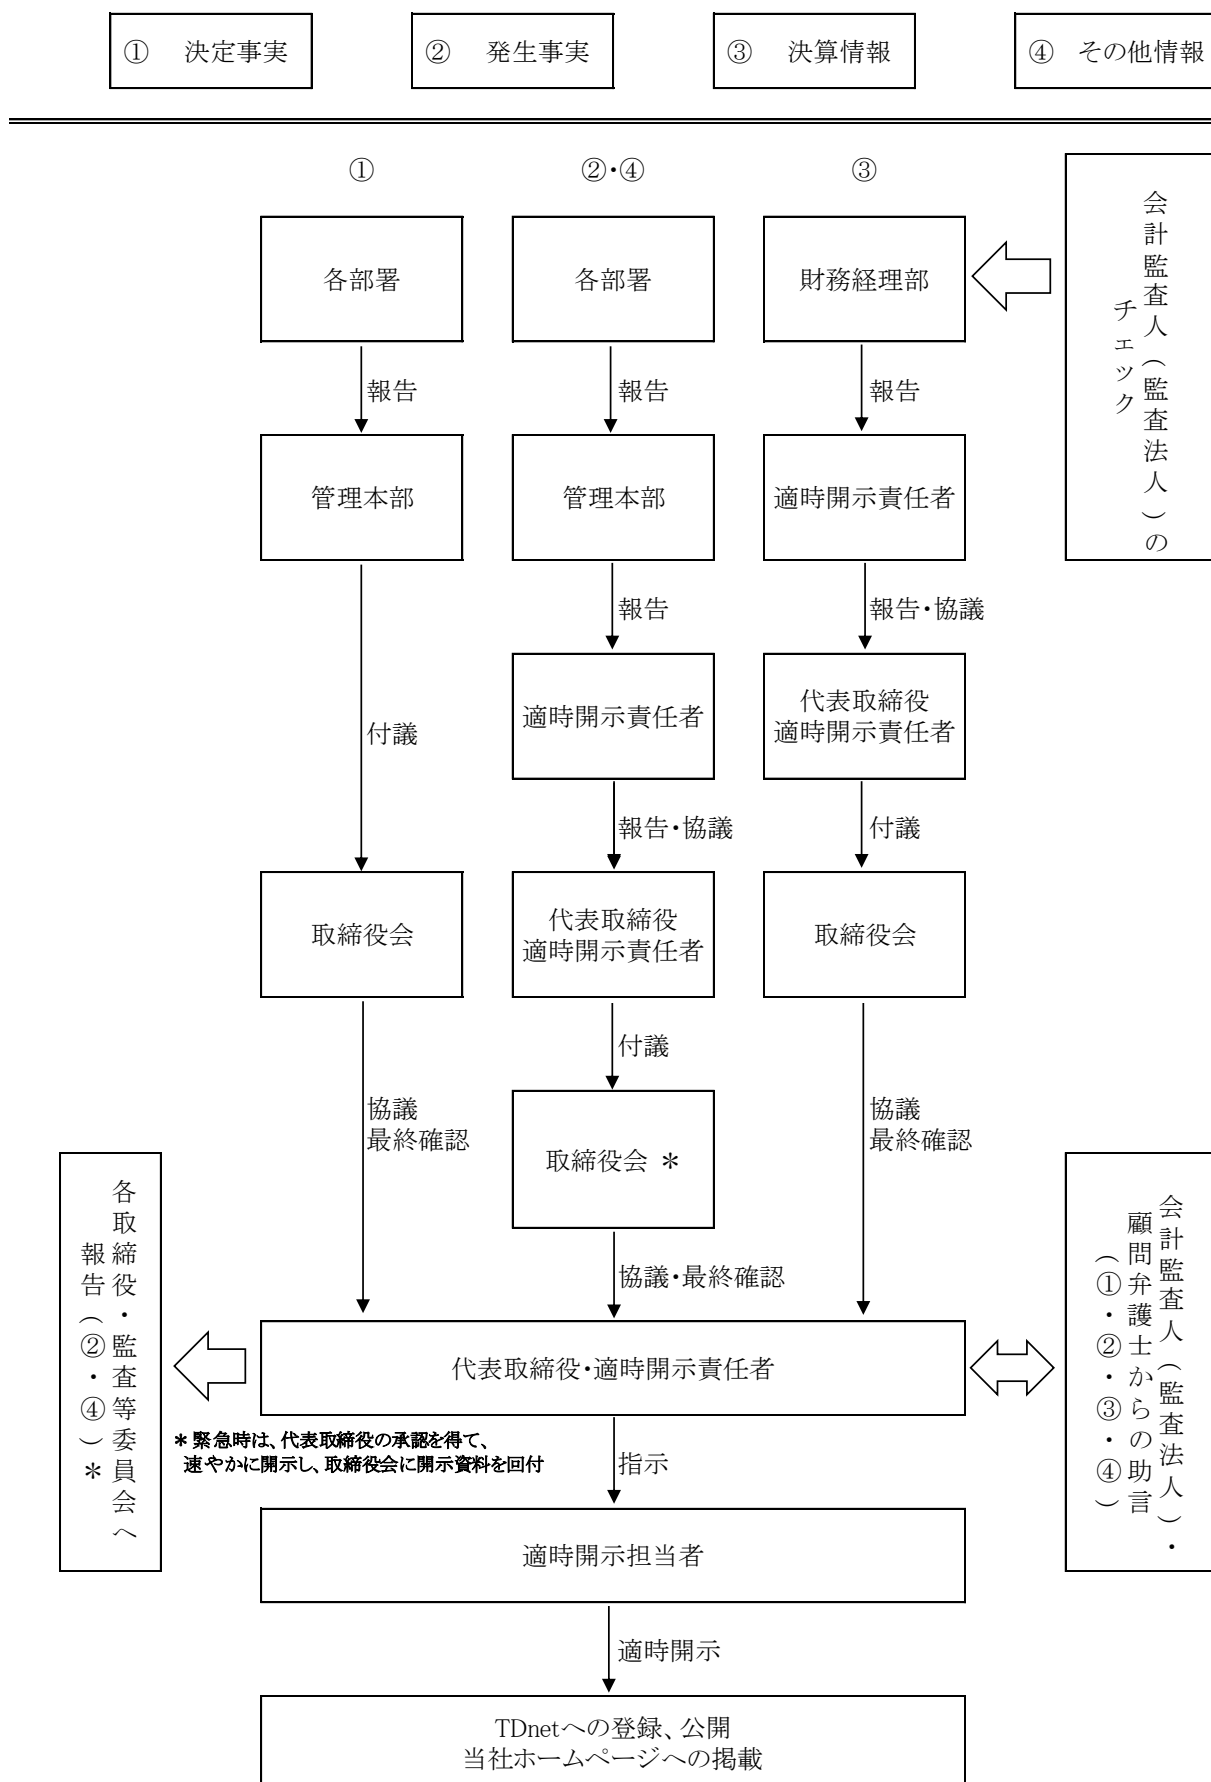 ① 決定事実
② 発生事実
③ 決算情報
④ その他情報
①
②・④
③
各部署
各部署
財務経理部
会計監査人（監査法人）の
チェック
報告
報告
報告
管理本部
管理本部
適時開示責任者
付議
報告
報告・協議
適時開示責任者
代表取締役
適時開示責任者
報告・協議
付議
取締役会
代表取締役
適時開示責任者
取締役会
付議
協議
最終確認
取締役会 ＊
協議
最終確認
協議・最終確認
各取締役・監査等委員会へ
報告（②・④）＊
代表取締役・適時開示責任者
会計監査人（監査法人）・
顧問弁護士からの助言
（①・②・③・④）
＊緊急時は、代表取締役の承認を得て、
速やかに開示し、取締役会に開示資料を回付
指示
適時開示担当者
適時開示
TDnetへの登録、公開
当社ホームページへの掲載